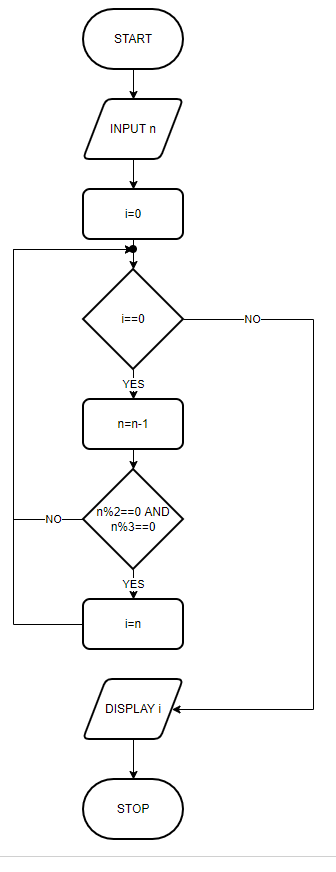 START
INPUT n
i=0
i==0
NO
YES
n=n-1
n%2==0 AND
n%3==0
NO
YES
i=n
DISPLAY i
STOP